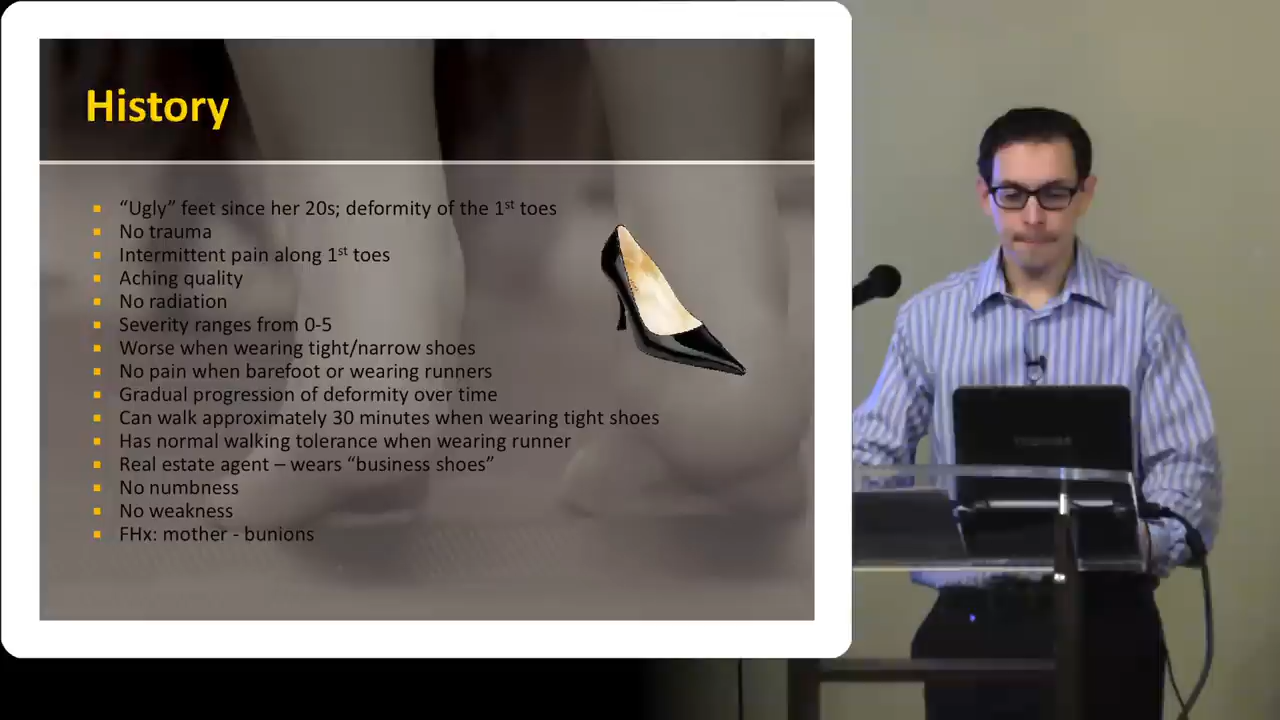 History
“Ugly” feet since her 20s; deformity of the 1st toes
No trauma
Intermittent pain along 1st toes
Aching quality
No radiation
Severity ranges from 0-5
Worse when wearing tight/narrow shoes
No pain when barefoot or wearing runners
Gradual progression of deformity over time
Can walk approximately 30 minutes when wearing tight shoes
Has normal walking tolerance when wearing runner
Real estate agent – wears “business shoes”
No numbness
No weakness
FHx: mother - bunions
TOSHIBA